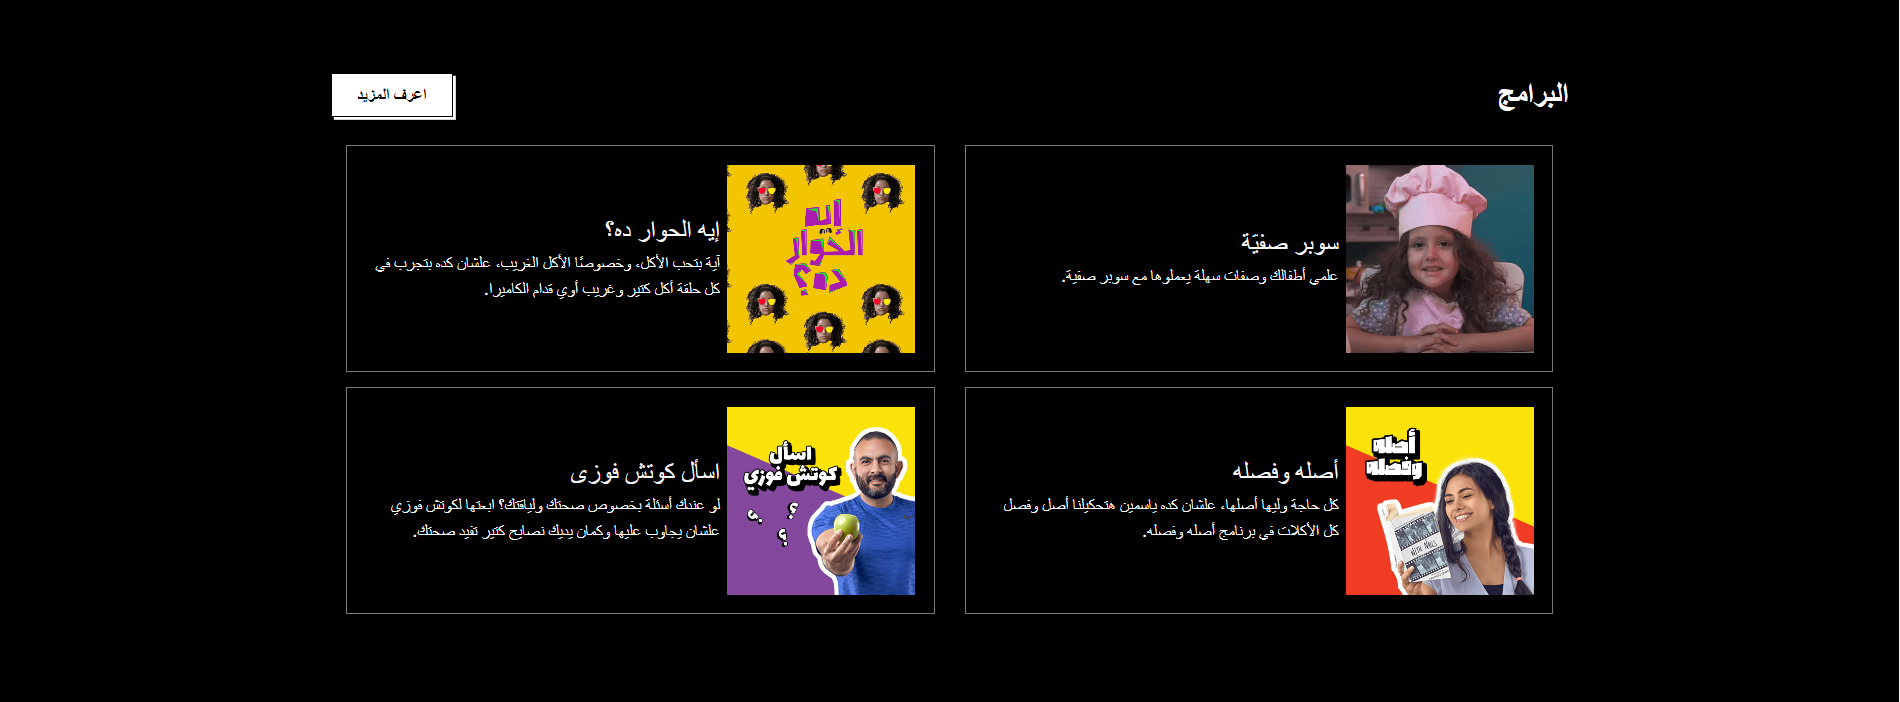 البرامج
اعرف المزيد
سوبر صفيّة
علمي أطفالك وصفات سهلة يعملوها مع سوبر صفية.
إيه
الحوار
ده؟
إيه الحوار ده؟
آية بتحب الأكل، وخصوصًا الأكل الغريب، علشان كده بتجرب في
كل حلقة أكل كتير وغريب أوي قدام الكاميرا.
أصله
وفصله
أصله وفصله
كل حاجة وليها أصلها، علشان كده ياسمين هتحكيلنا أصل وفصل
كل الأكلات في برنامج أصله وفصله.
اسأل
كوتش فوزي
؟
؟
؟
اسأل كوتش فوزى
لو عندك أسئلة بخصوص صحتك ولياقتك؟ ابعتها لكوتش فوزي
علشان يجاوب عليها وكمان يديك نصايح كتير تفيد صحتك.